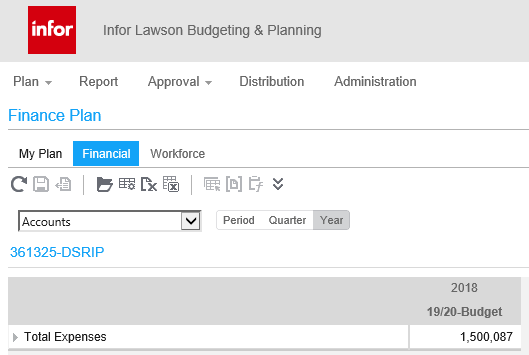 infor
Infor Lawson Budgeting & Planning
Plan Report Approval Distribution Administration
Finance Plan
My Plan Financial Workforce
Accounts Period Quarter Year
361325-DSRIP
2018
19/20-Budget
Total Expenses 1,500,087